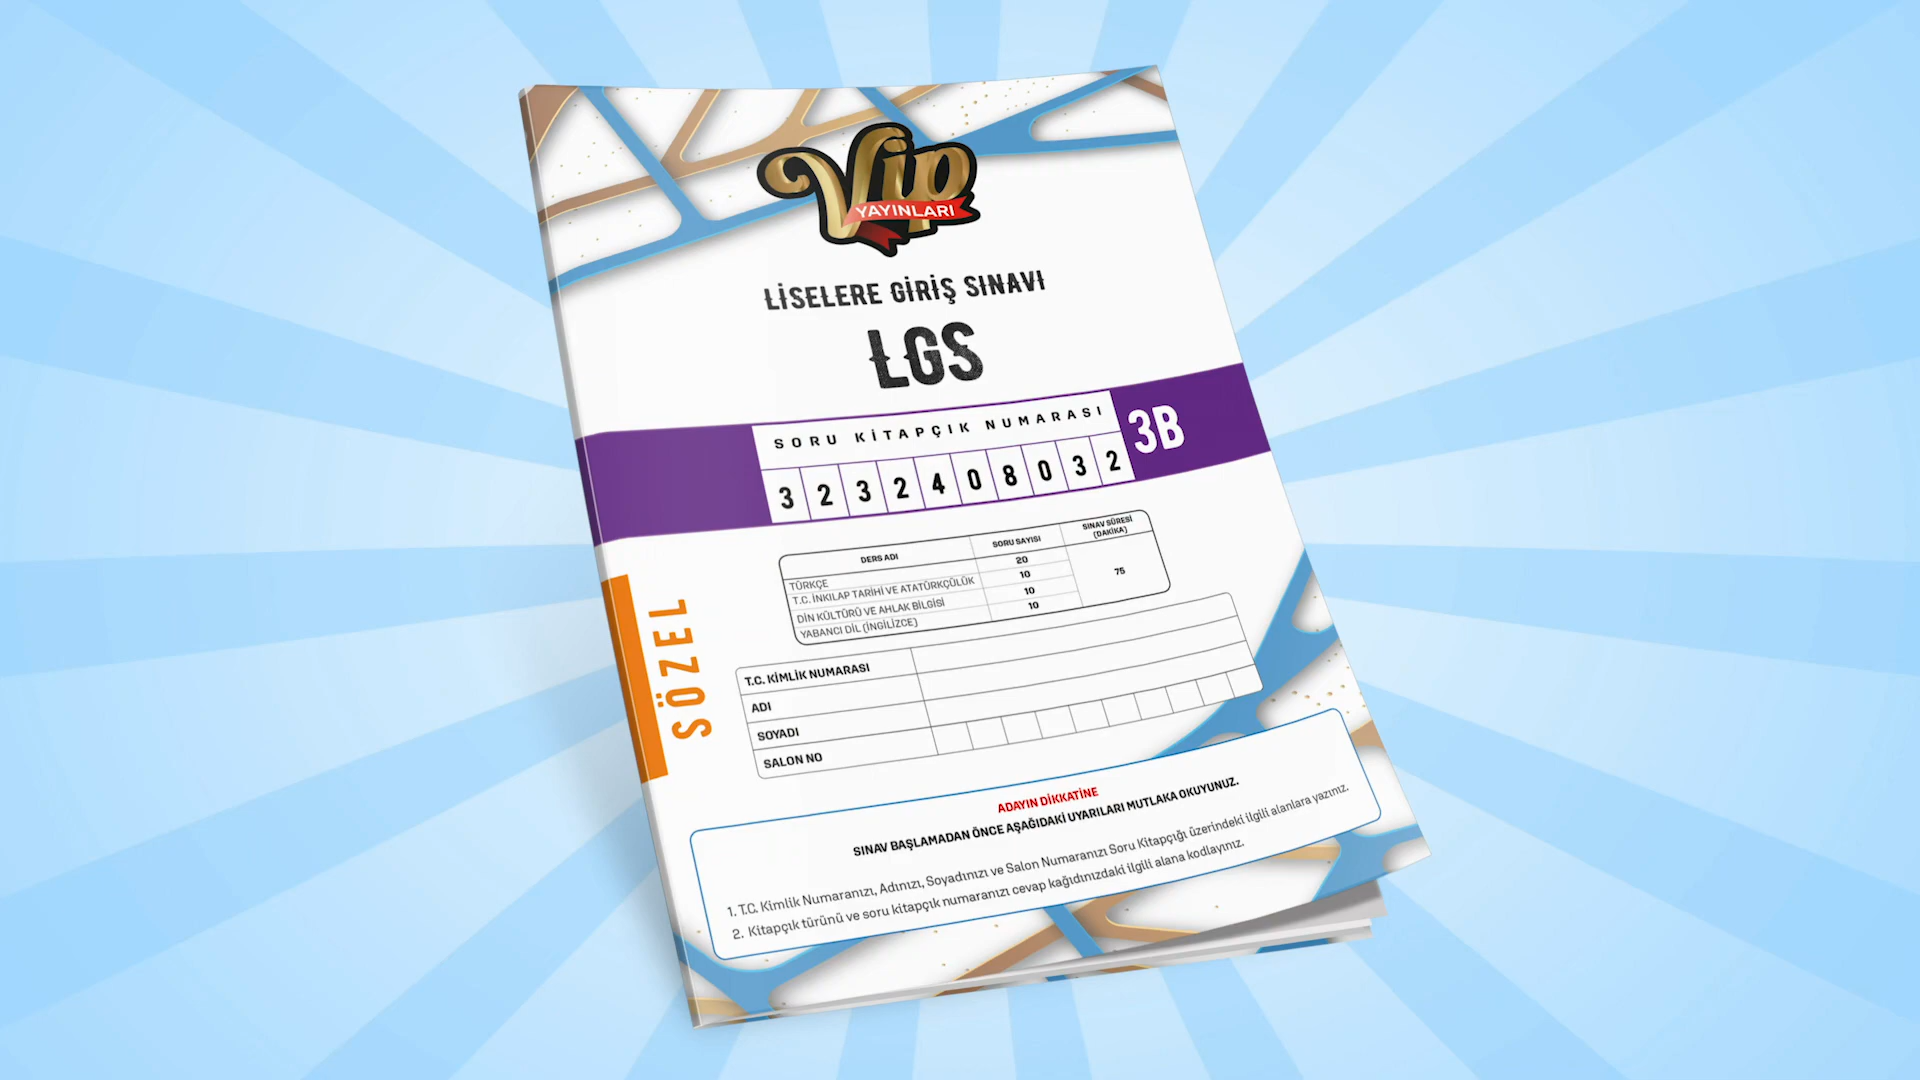 Vip
YAYINLARI
LİSELERE GİRİŞ SINAVI
LGS
SORU KİTAPÇIK NUMARASI
3B
3 2 3 2 4 0 8 0 3 2
DERS ADI SORU SAYISI SINAV SÜRESİ (DAKİKA)
TÜRKÇE 20
T.C. İNKILAP TARİHİ VE ATATÜRKÇÜLÜK 10
DİN KÜLTÜRÜ VE AHLAK BİLGİSİ 10
YABANCI DİL (İNGİLİZCE) 10
75
SÖZEL
T.C. KİMLİK NUMARASI
ADI
SOYADI
SALON NO
ADAYIN DİKKATİNE
SINAV BAŞLAMADAN ÖNCE AŞAĞIDAKİ UYARILARI MUTLAKA OKUYUNUZ.
1. T.C. Kimlik Numaranızı, Adınızı, Soyadınızı ve Salon Numaranızı Soru Kitapçığı üzerindeki ilgili alanlara yazınız.
2. Kitapçık türünü ve soru kitapçık numaranızı cevap kağıdınızdaki ilgili alana kodlayınız.